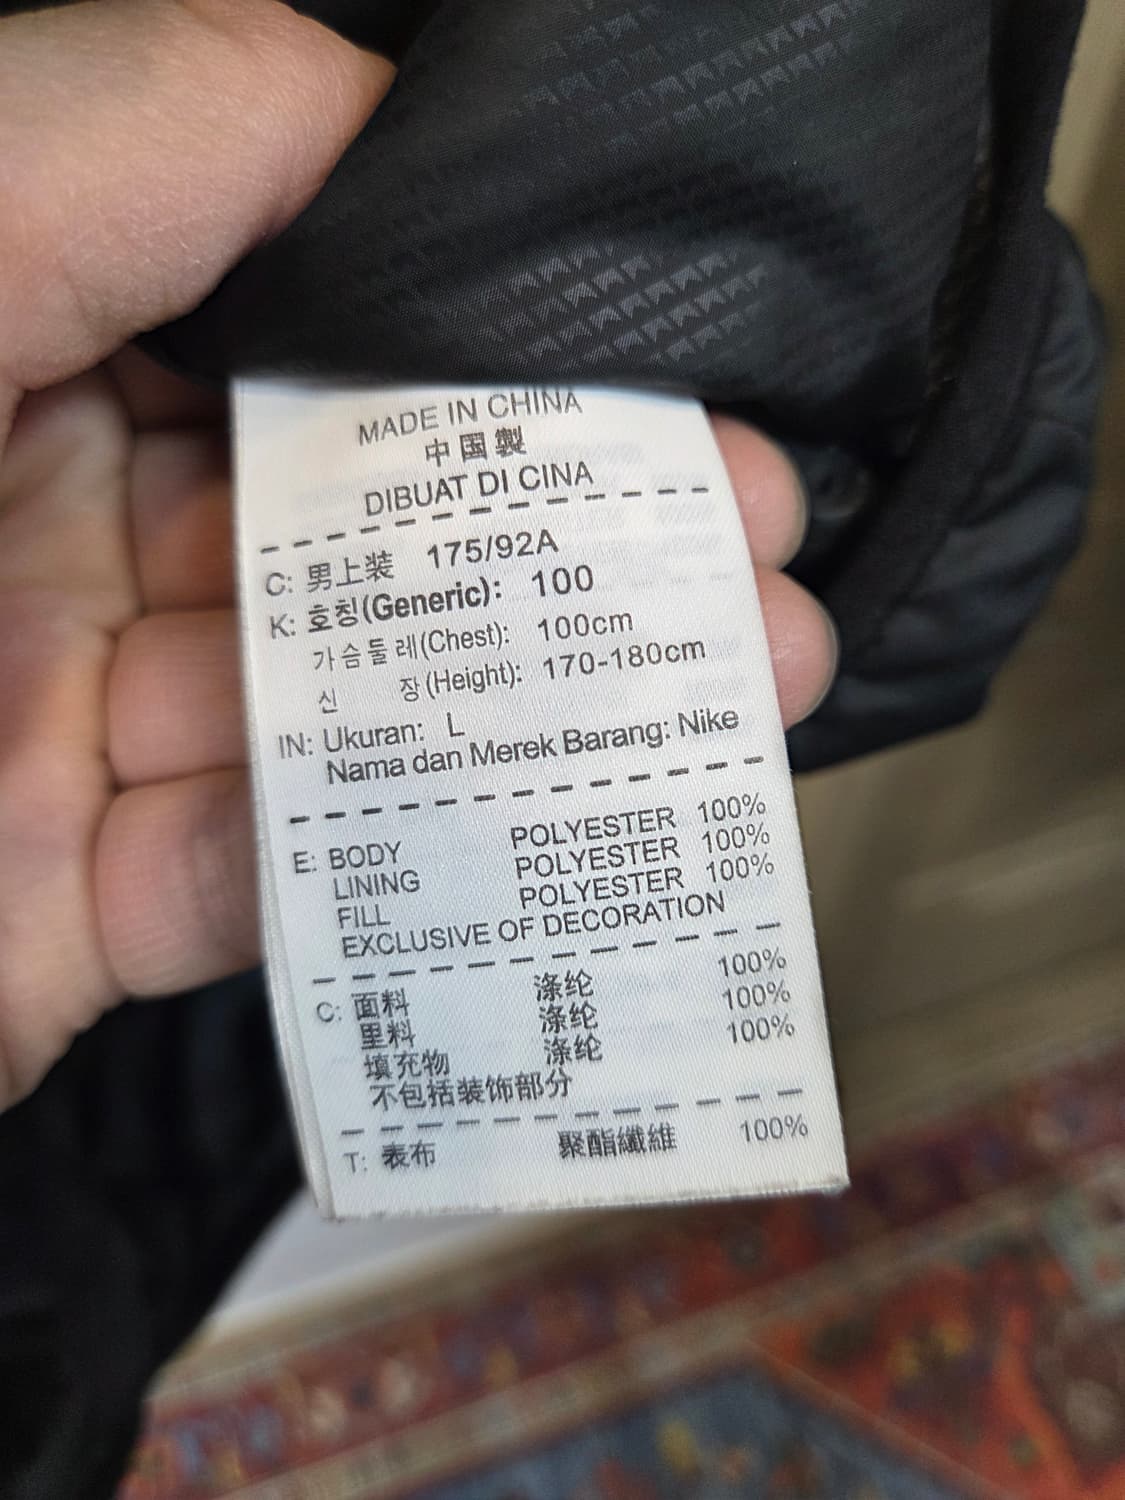 MADE IN CHINA
中国製
DIBUAT DI CINA
C: 男上装 175/92A
K: 호칭(Generic): 100
가슴둘레(Chest): 100cm
신 장(Height): 170-180cm
IN: Ukuran: L
Nama dan Merek Barang: Nike
E: BODY POLYESTER 100%
LINING POLYESTER 100%
FILL POLYESTER 100%
EXCLUSIVE OF DECORATION
C: 面料 涤纶 100%
里料 涤纶 100%
填充物 涤纶 100%
不包括装饰部分
T: 表布 聚酯纖維 100%